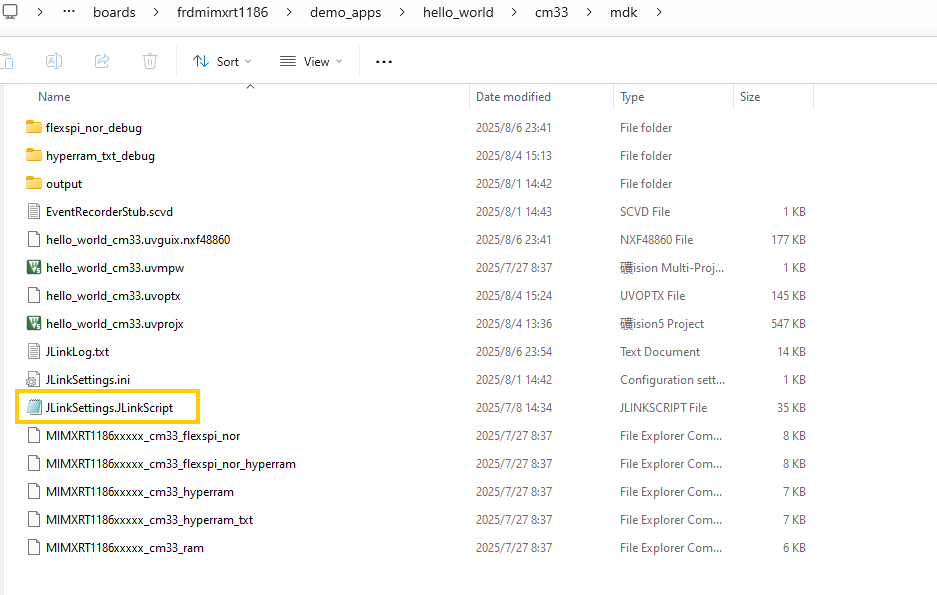 ... boards > frdmimxrt1186 > demo_apps > hello_world > cm33 > mdk >
Sort View ...
Name Date modified Type Size
flexspi_nor_debug 2025/8/6 23:41 File folder
hyperram_txt_debug 2025/8/4 15:13 File folder
output 2025/8/1 14:42 File folder
EventRecorderStub.scvd 2025/8/1 14:43 SCVD File 1 KB
hello_world_cm33.uvguix.nxf48860 2025/8/6 23:41 NXF48860 File 177 KB
hello_world_cm33.uvmpw 2025/7/27 8:37 礦ision Multi-Proj... 1 KB
hello_world_cm33.uvoptx 2025/8/4 15:24 UVOPTX File 145 KB
hello_world_cm33.uvprojx 2025/8/4 13:36 礦ision5 Project 547 KB
JLinkLog.txt 2025/8/6 23:54 Text Document 14 KB
JLinkSettings.ini 2025/8/1 14:42 Configuration sett... 1 KB
JLinkSettings.JLinkScript 2025/7/8 14:34 JLINKSCRIPT File 35 KB
MIMXRT1186xxxxx_cm33_flexspi_nor 2025/7/27 8:37 File Explorer Com... 8 KB
MIMXRT1186xxxxx_cm33_flexspi_nor_hyperram 2025/7/27 8:37 File Explorer Com... 8 KB
MIMXRT1186xxxxx_cm33_hyperram 2025/7/27 8:37 File Explorer Com... 7 KB
MIMXRT1186xxxxx_cm33_hyperram_txt 2025/7/27 8:37 File Explorer Com... 7 KB
MIMXRT1186xxxxx_cm33_ram 2025/7/27 8:37 File Explorer Com... 6 KB